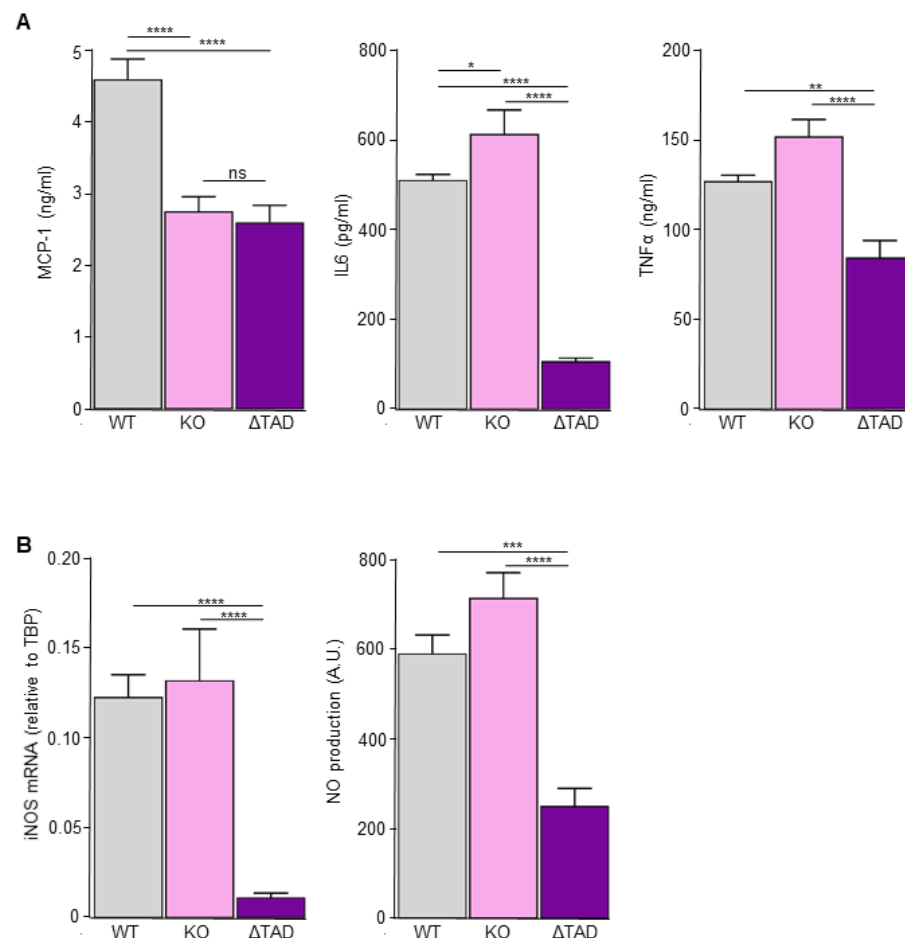 A
****
****
5
4
3
2
1
0
MCP-1 (ng/ml)
ns
WT KO ΔTAD
*
****
****
800
600
400
200
0
IL6 (pg/ml)
WT KO ΔTAD
**
****
200
150
100
50
0
TNFα (ng/ml)
WT KO ΔTAD
B
****
****
0.20
0.15
0.10
0.05
0
iNOS mRNA (relative to TBP)
WT KO ΔTAD
***
****
800
600
400
200
0
NO production (A.U.)
WT KO ΔTAD